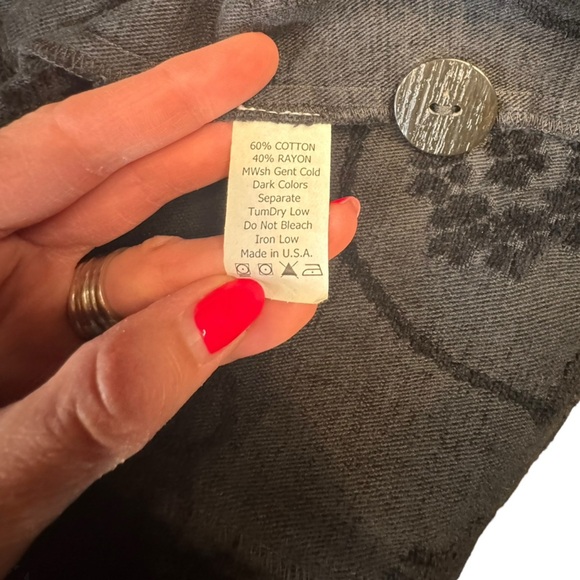 60% COTTON
40% RAYON
MWsh Gent Cold
Dark Colors
Separate
TumDry Low
Do Not Bleach
Iron Low
Made in U.S.A.